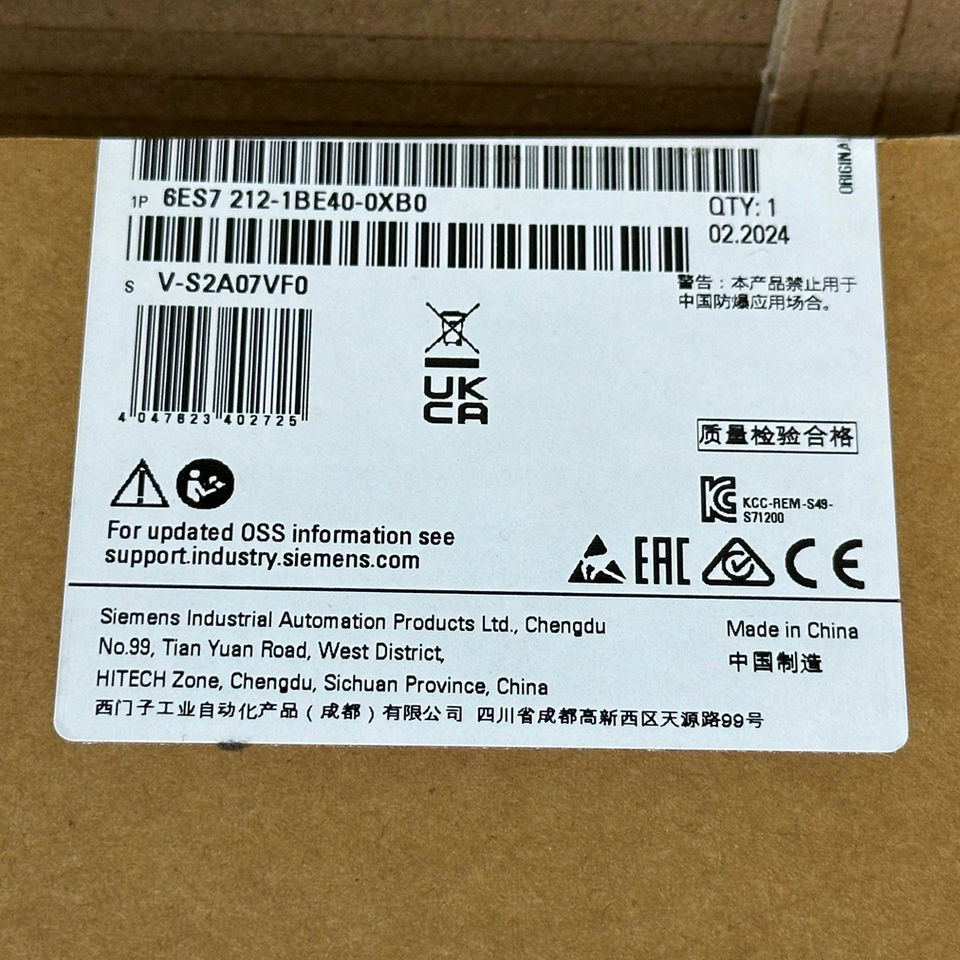 ORIGINA
1P 6ES7 212-1BE40-0XB0
QTY: 1
02.2024
S V-S2A07VF0
警告：本产品禁止用于
中国防爆应用场合。
4 047623 402725
UK
CA
质量检验合格
KCC-REM-S49-
S71200
For updated OSS information see
support.industry.siemens.com
EAC CE
Siemens Industrial Automation Products Ltd., Chengdu
No.99, Tian Yuan Road, West District,
HITECH Zone, Chengdu, Sichuan Province, China
Made in China
中国制造
西门子工业自动化产品（成都）有限公司 四川省成都高新西区天源路99号